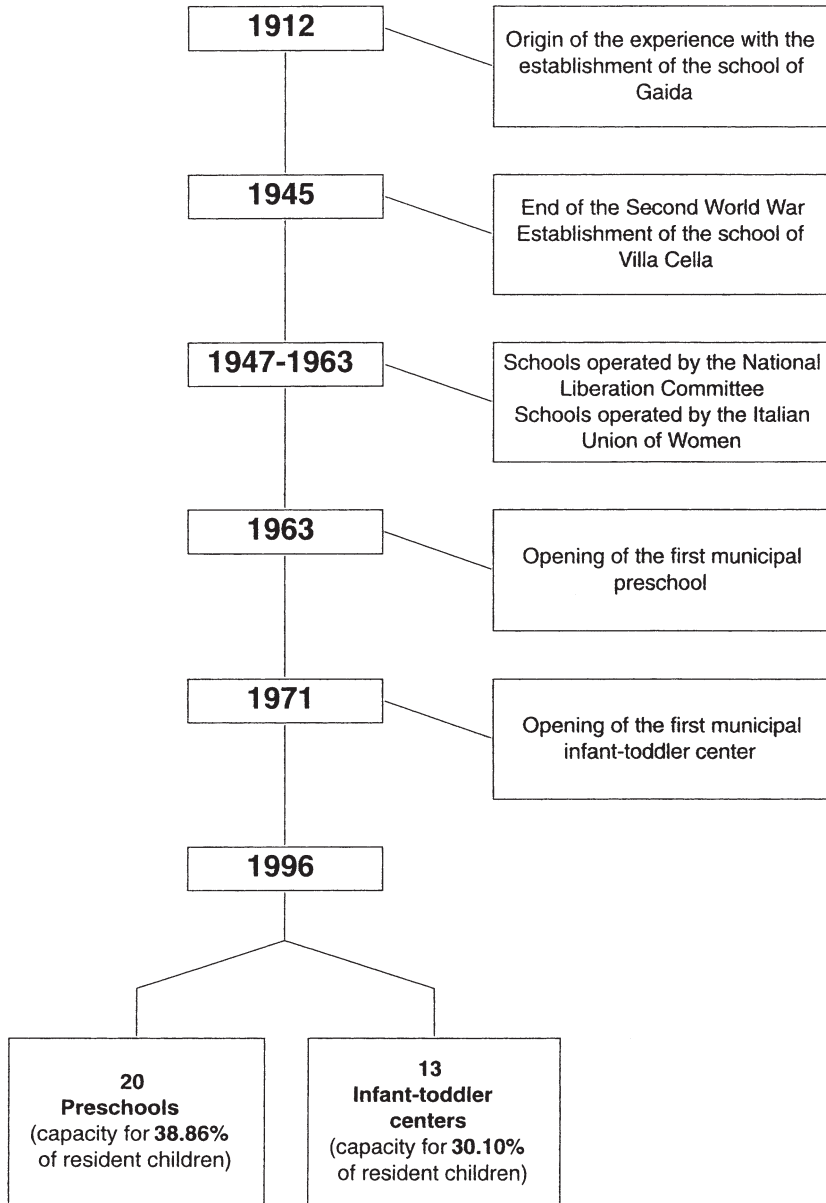 1912
Origin of the experience with the
establishment of the school of
Gaida
1945
End of the Second World War
Establishment of the school of
Villa Cella
1947-1963
Schools operated by the National
Liberation Committee
Schools operated by the Italian
Union of Women
1963
Opening of the first municipal
preschool
1971
Opening of the first municipal
infant-toddler center
1996
20
Preschools
(capacity for 38.86%
of resident children)
13
Infant-toddler
centers
(capacity for 30.10%
of resident children)